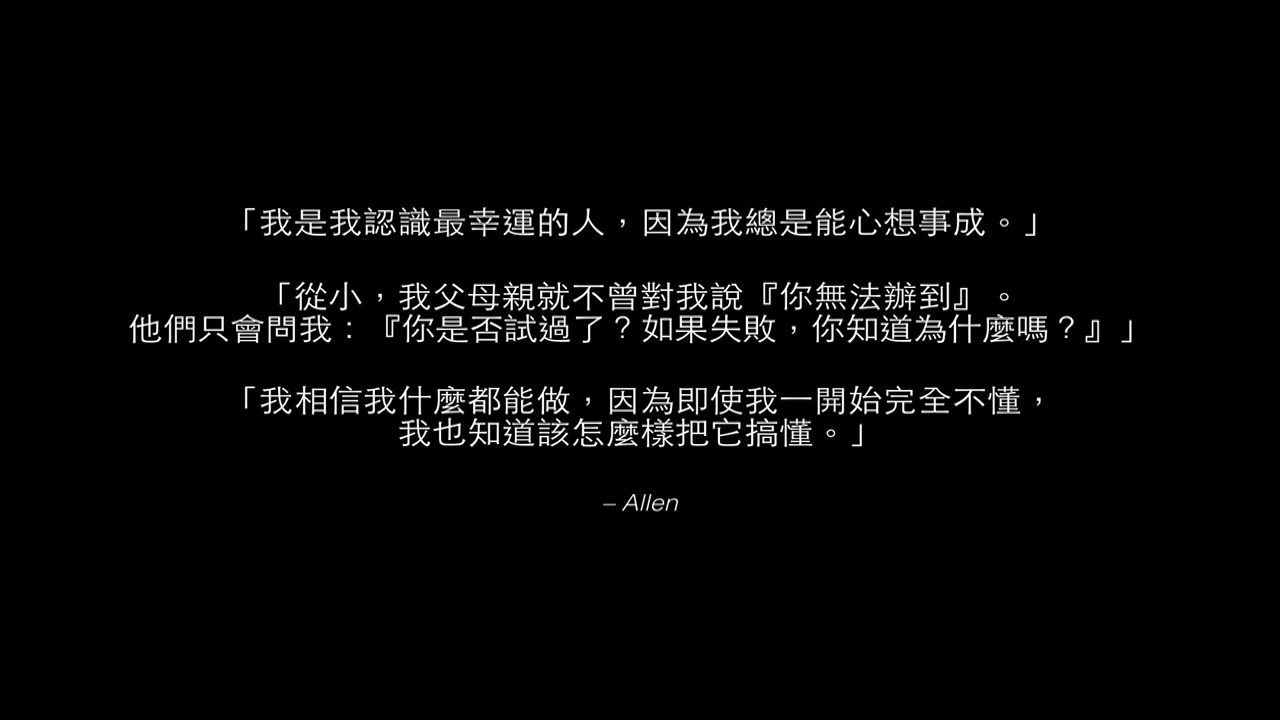 「我是我認識最幸運的人，因為我總是能心想事成。」
「從小，我父母親就不曾對我說『你無法辦到』。
他們只會問我：『你是否試過了？如果失敗，你知道為什麼嗎？』」
「我相信我什麼都能做，因為即使我一開始完全不懂，
我也知道該怎麼樣把它搞懂。」
– Allen